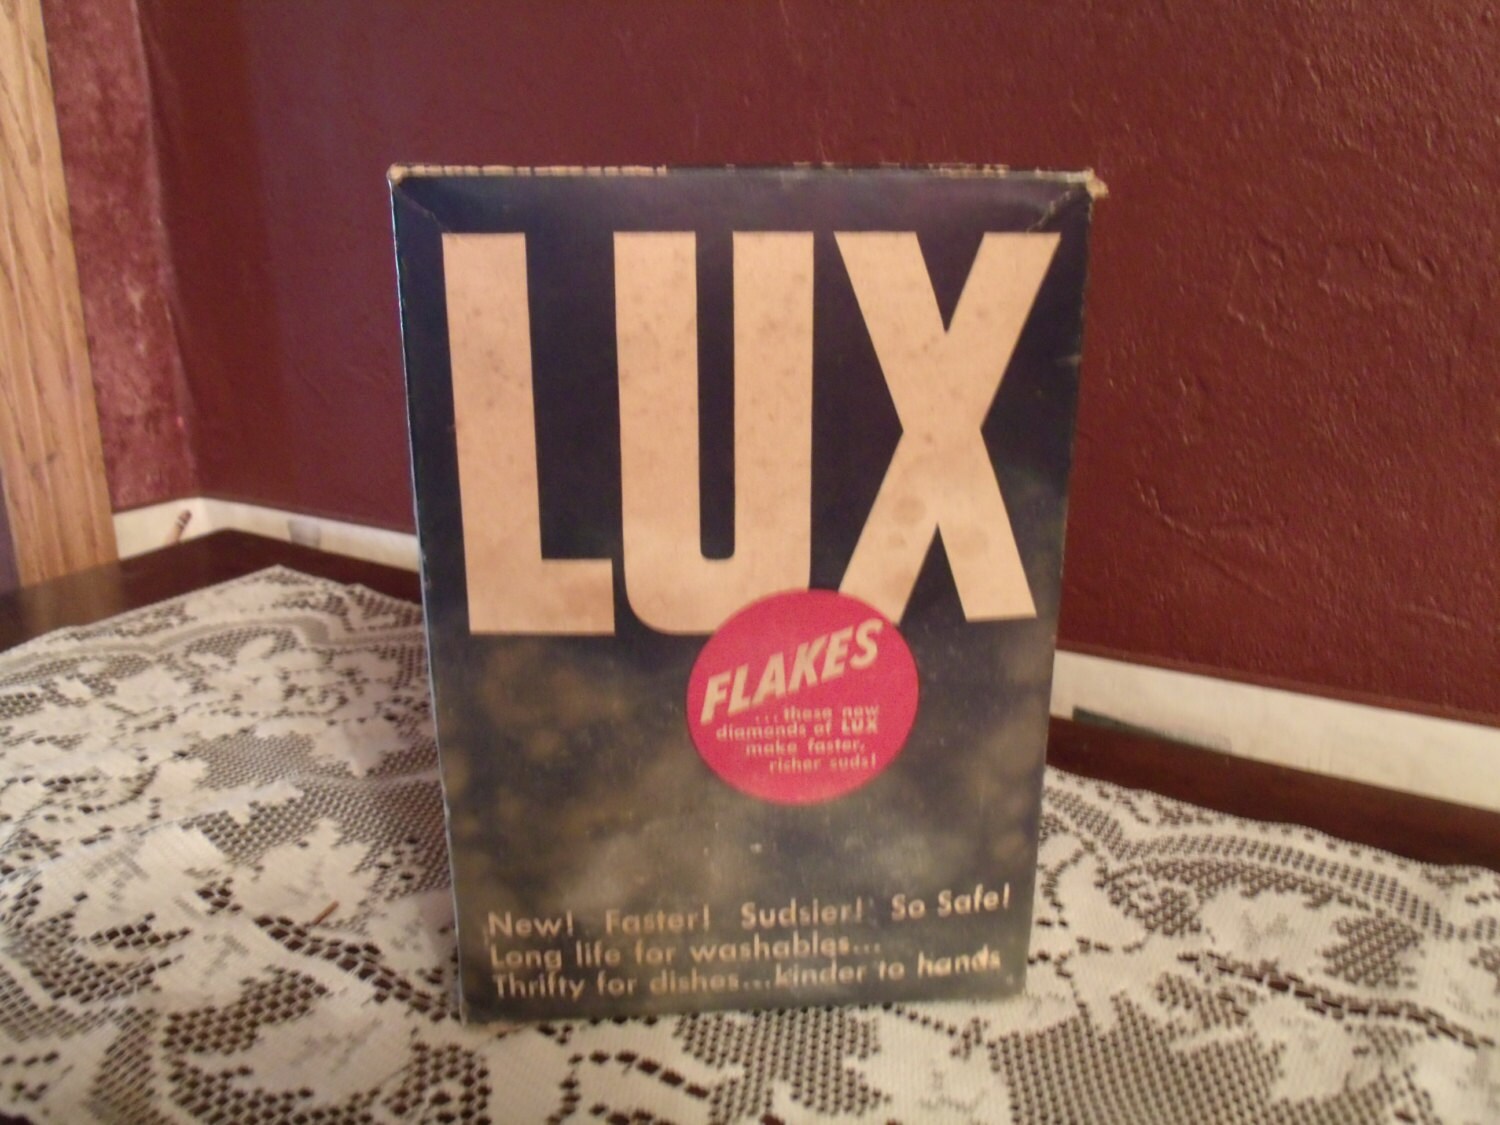 LUX
FLAKES
...these new
diamonds of LUX
make faster,
richer suds!
New! Faster! Sudsier! So Safe!
Long life for washables...
Thrifty for dishes...kinder to hands